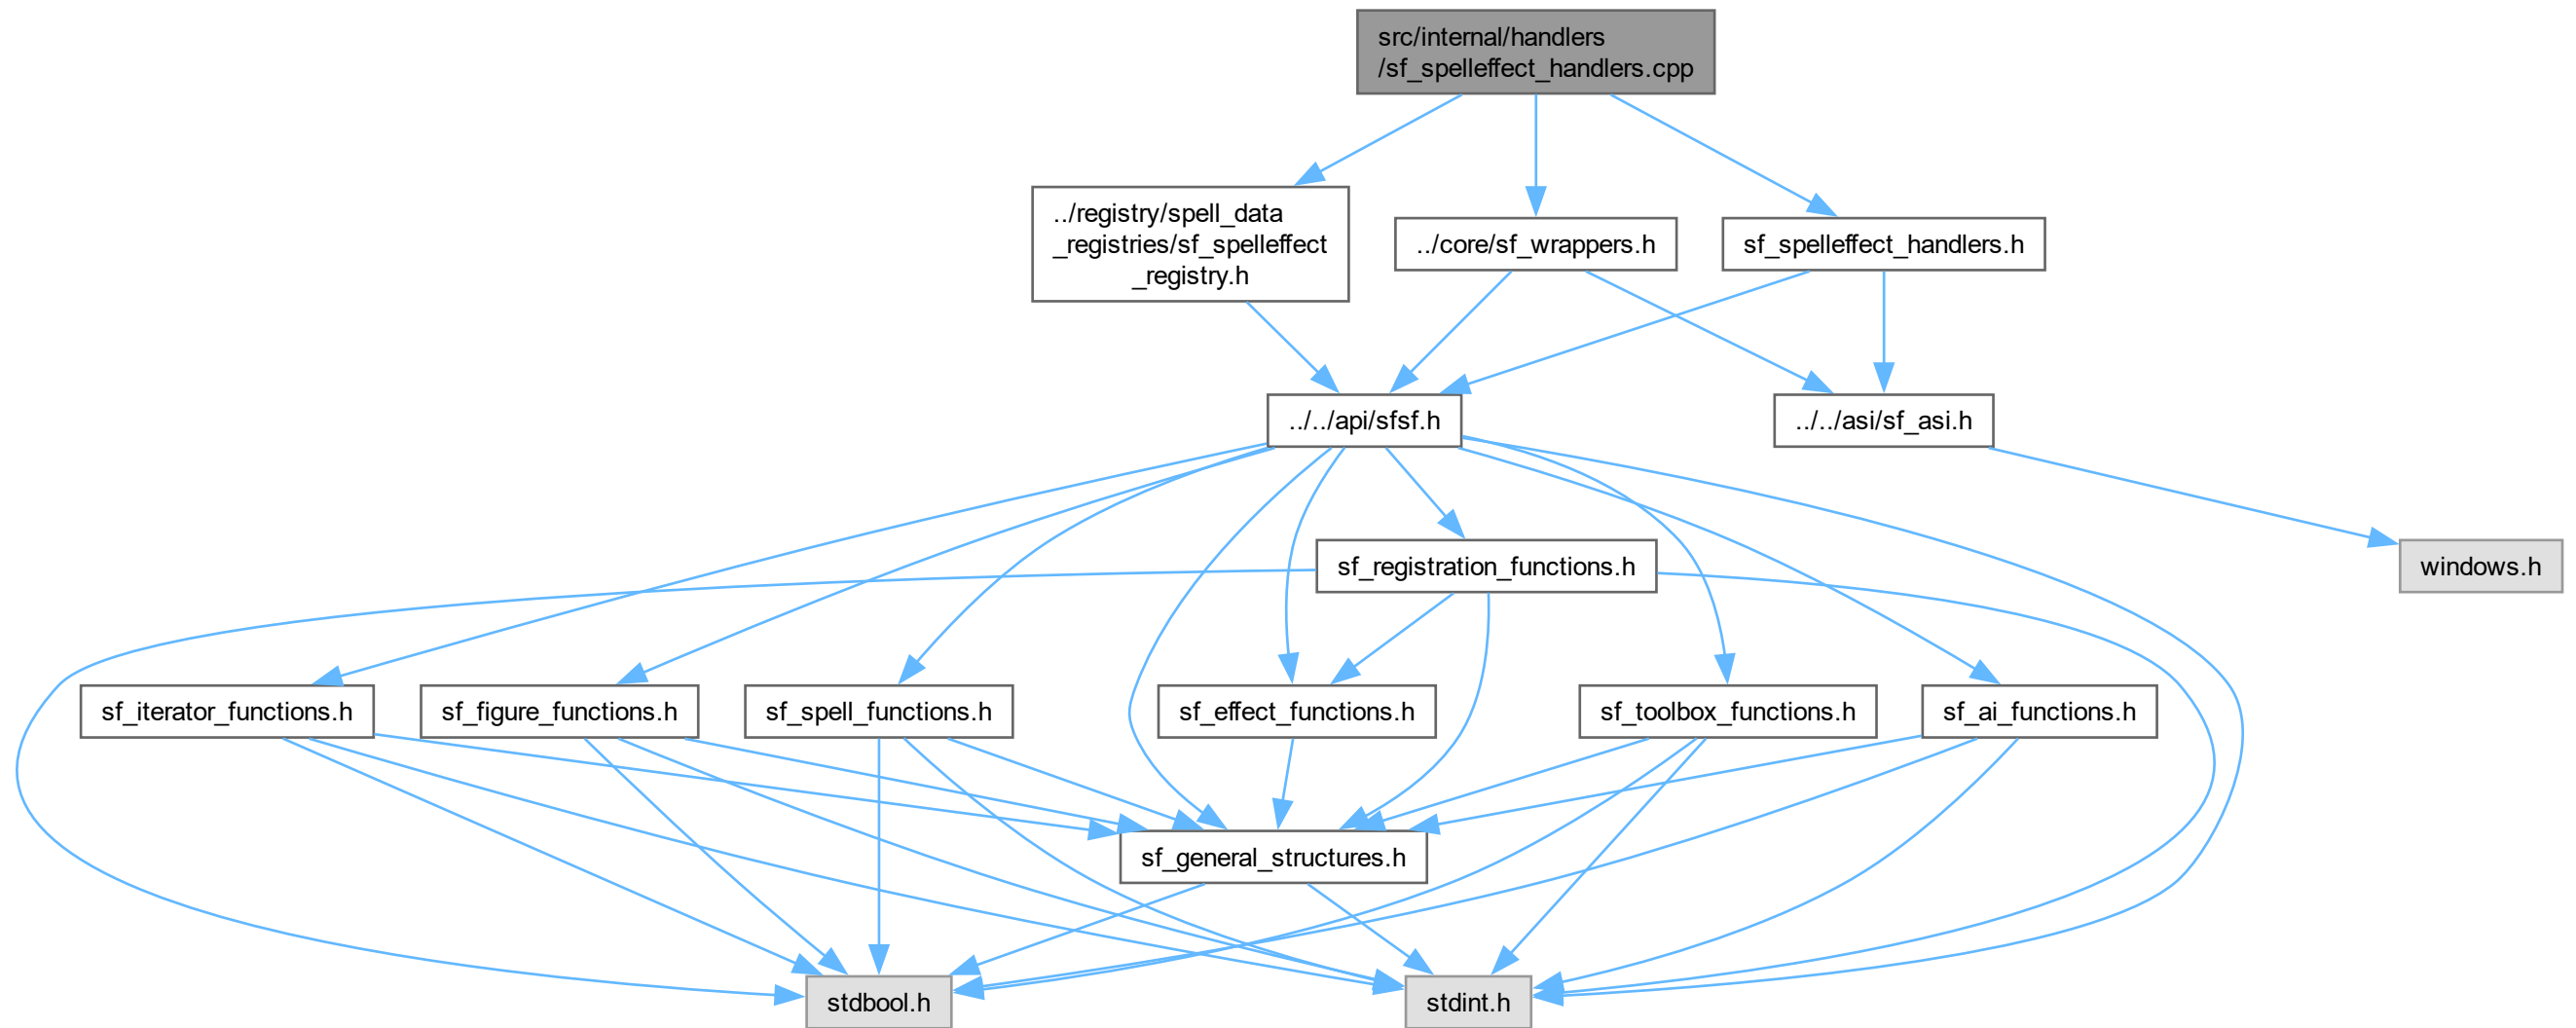 src/internal/handlers
/sf_spelleffect_handlers.cpp
../registry/spell_data
_registries/sf_spelleffect
_registry.h
../core/sf_wrappers.h
sf_spelleffect_handlers.h
../../api/sfsf.h
../../asi/sf_asi.h
sf_registration_functions.h
windows.h
sf_iterator_functions.h
sf_figure_functions.h
sf_spell_functions.h
sf_effect_functions.h
sf_toolbox_functions.h
sf_ai_functions.h
sf_general_structures.h
stdbool.h
stdint.h